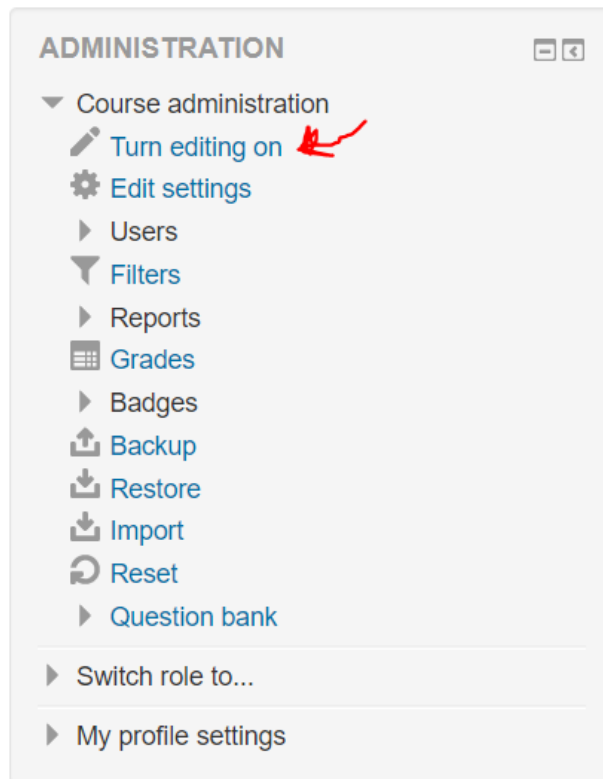 ADMINISTRATION
Course administration
Turn editing on
Edit settings
Users
Filters
Reports
Grades
Badges
Backup
Restore
Import
Reset
Question bank
Switch role to...
My profile settings